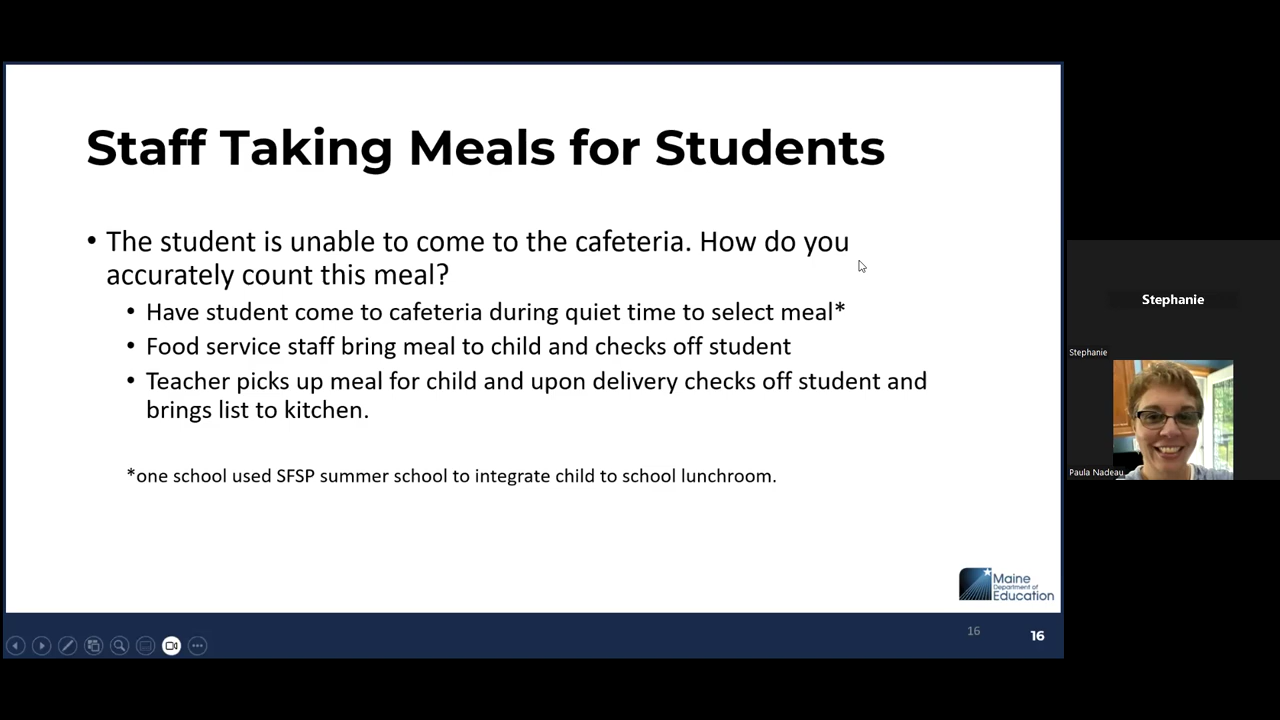 Staff Taking Meals for Students
• The student is unable to come to the cafeteria. How do you
accurately count this meal?
• Have student come to cafeteria during quiet time to select meal*
• Food service staff bring meal to child and checks off student
• Teacher picks up meal for child and upon delivery checks off student and
brings list to kitchen.
*one school used SFSP summer school to integrate child to school lunchroom.
Maine
Department of
Education
16
16
Stephanie
Stephanie
Paula Nadeau